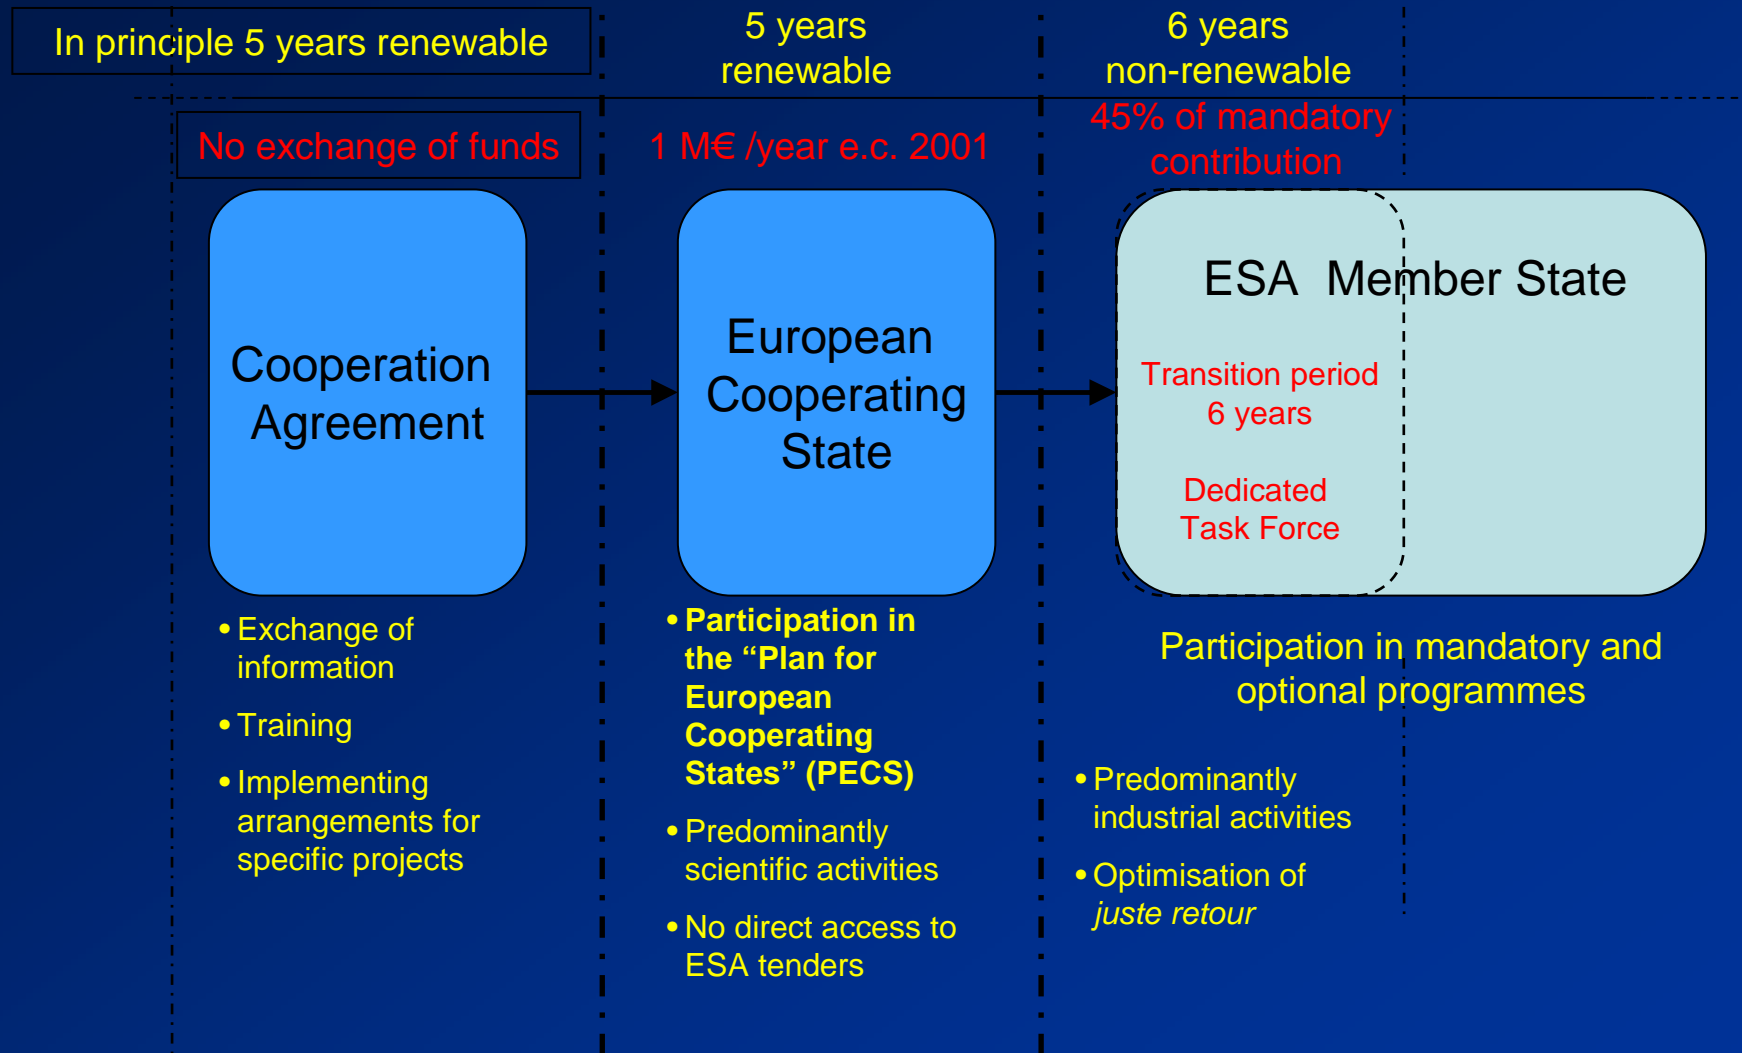 In principle 5 years renewable
5 years
renewable
6 years
non-renewable
No exchange of funds
1 M€ /year e.c. 2001
45% of mandatory
contribution
Cooperation
Agreement
European
Cooperating
State
ESA Member State
Transition period
6 years
Dedicated
Task Force
• Exchange of
information
• Training
• Implementing
arrangements for
specific projects
• Participation in
the “Plan for
European
Cooperating
States” (PECS)
• Predominantly
scientific activities
• No direct access to
ESA tenders
Participation in mandatory and
optional programmes
• Predominantly
industrial activities
• Optimisation of
juste retour